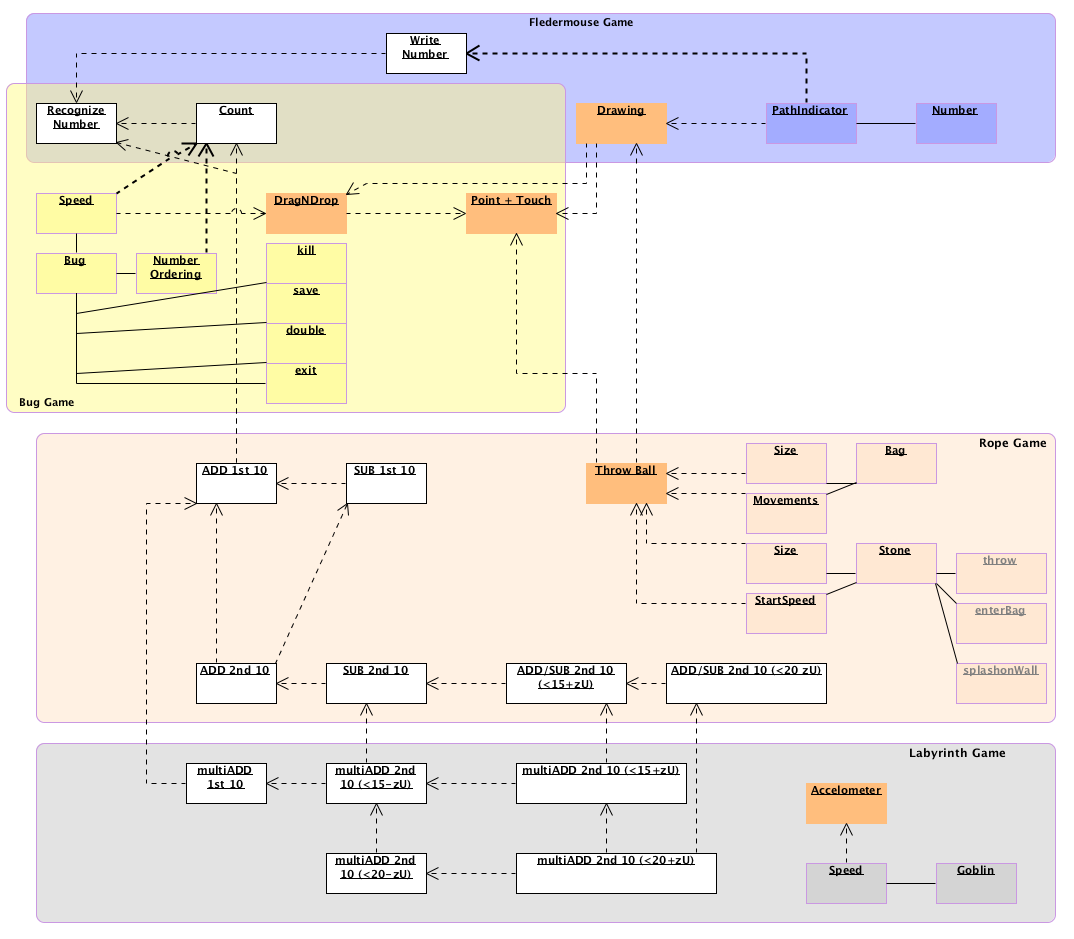 Fledermouse Game
Write
Number
Recognize
Number
Count
Drawing
PathIndicator
Number
Speed
DragNDrop
Point + Touch
Bug
Number
Ordering
kill
save
double
exit
Bug Game
Rope Game
ADD 1st 10
SUB 1st 10
Throw Ball
Size
Bag
Movements
Size
Stone
throw
StartSpeed
enterBag
ADD 2nd 10
SUB 2nd 10
ADD/SUB 2nd 10
(<15+zU)
ADD/SUB 2nd 10 (<20 zU)
splashonWall
Labyrinth Game
multiADD
1st 10
multiADD 2nd
10 (<15-zU)
multiADD 2nd 10 (<15+zU)
Accelometer
multiADD 2nd
10 (<20-zU)
multiADD 2nd 10 (<20+zU)
Speed
Goblin